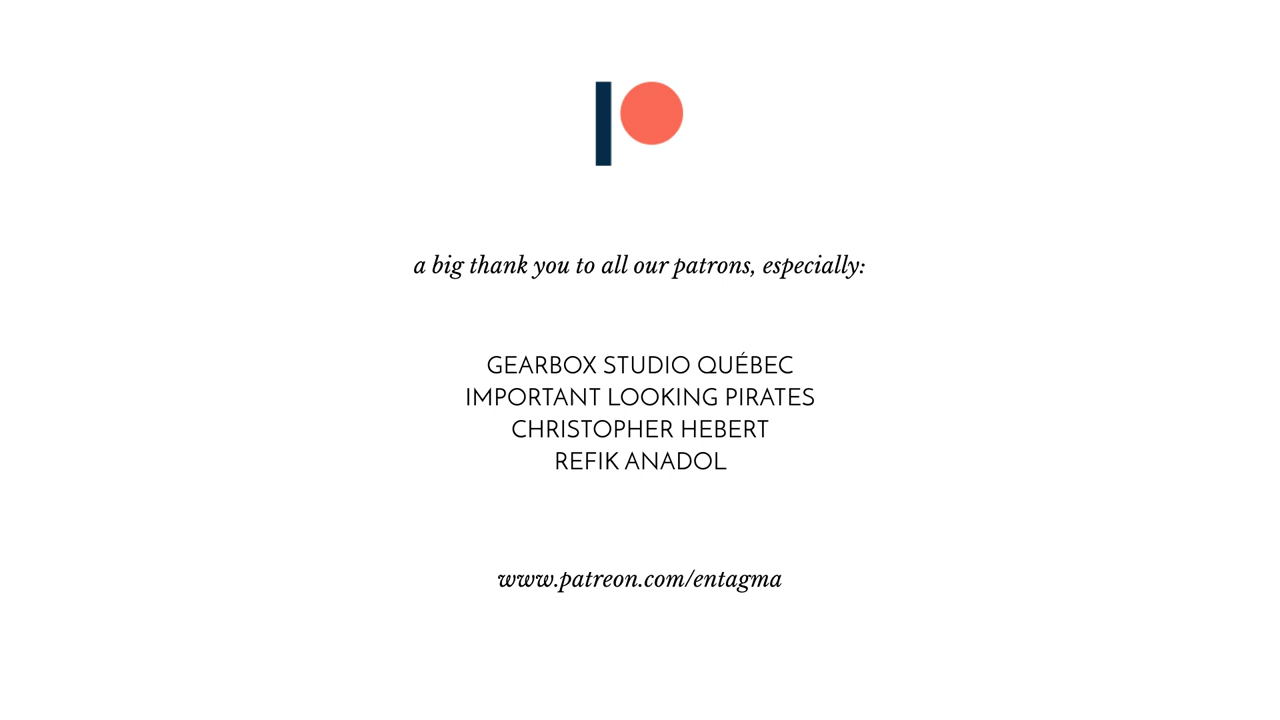 a big thank you to all our patrons, especially:
GEARBOX STUDIO QUÉBEC
IMPORTANT LOOKING PIRATES
CHRISTOPHER HEBERT
REFIK ANADOL
www.patreon.com/entagma